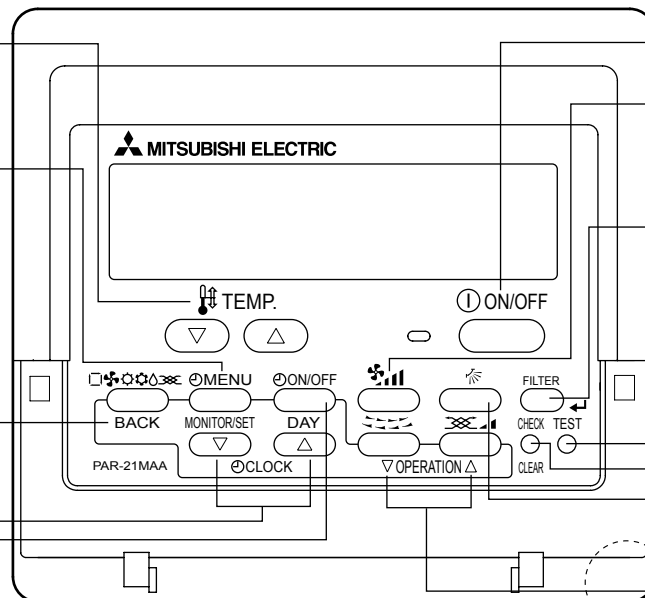 MITSUBISHI ELECTRIC
TEMP.
ON/OFF
MENU
ON/OFF
FILTER
BACK
MONITOR/SET
DAY
CHECK
TEST
PAR-21MAA
CLOCK
OPERATION
CLEAR